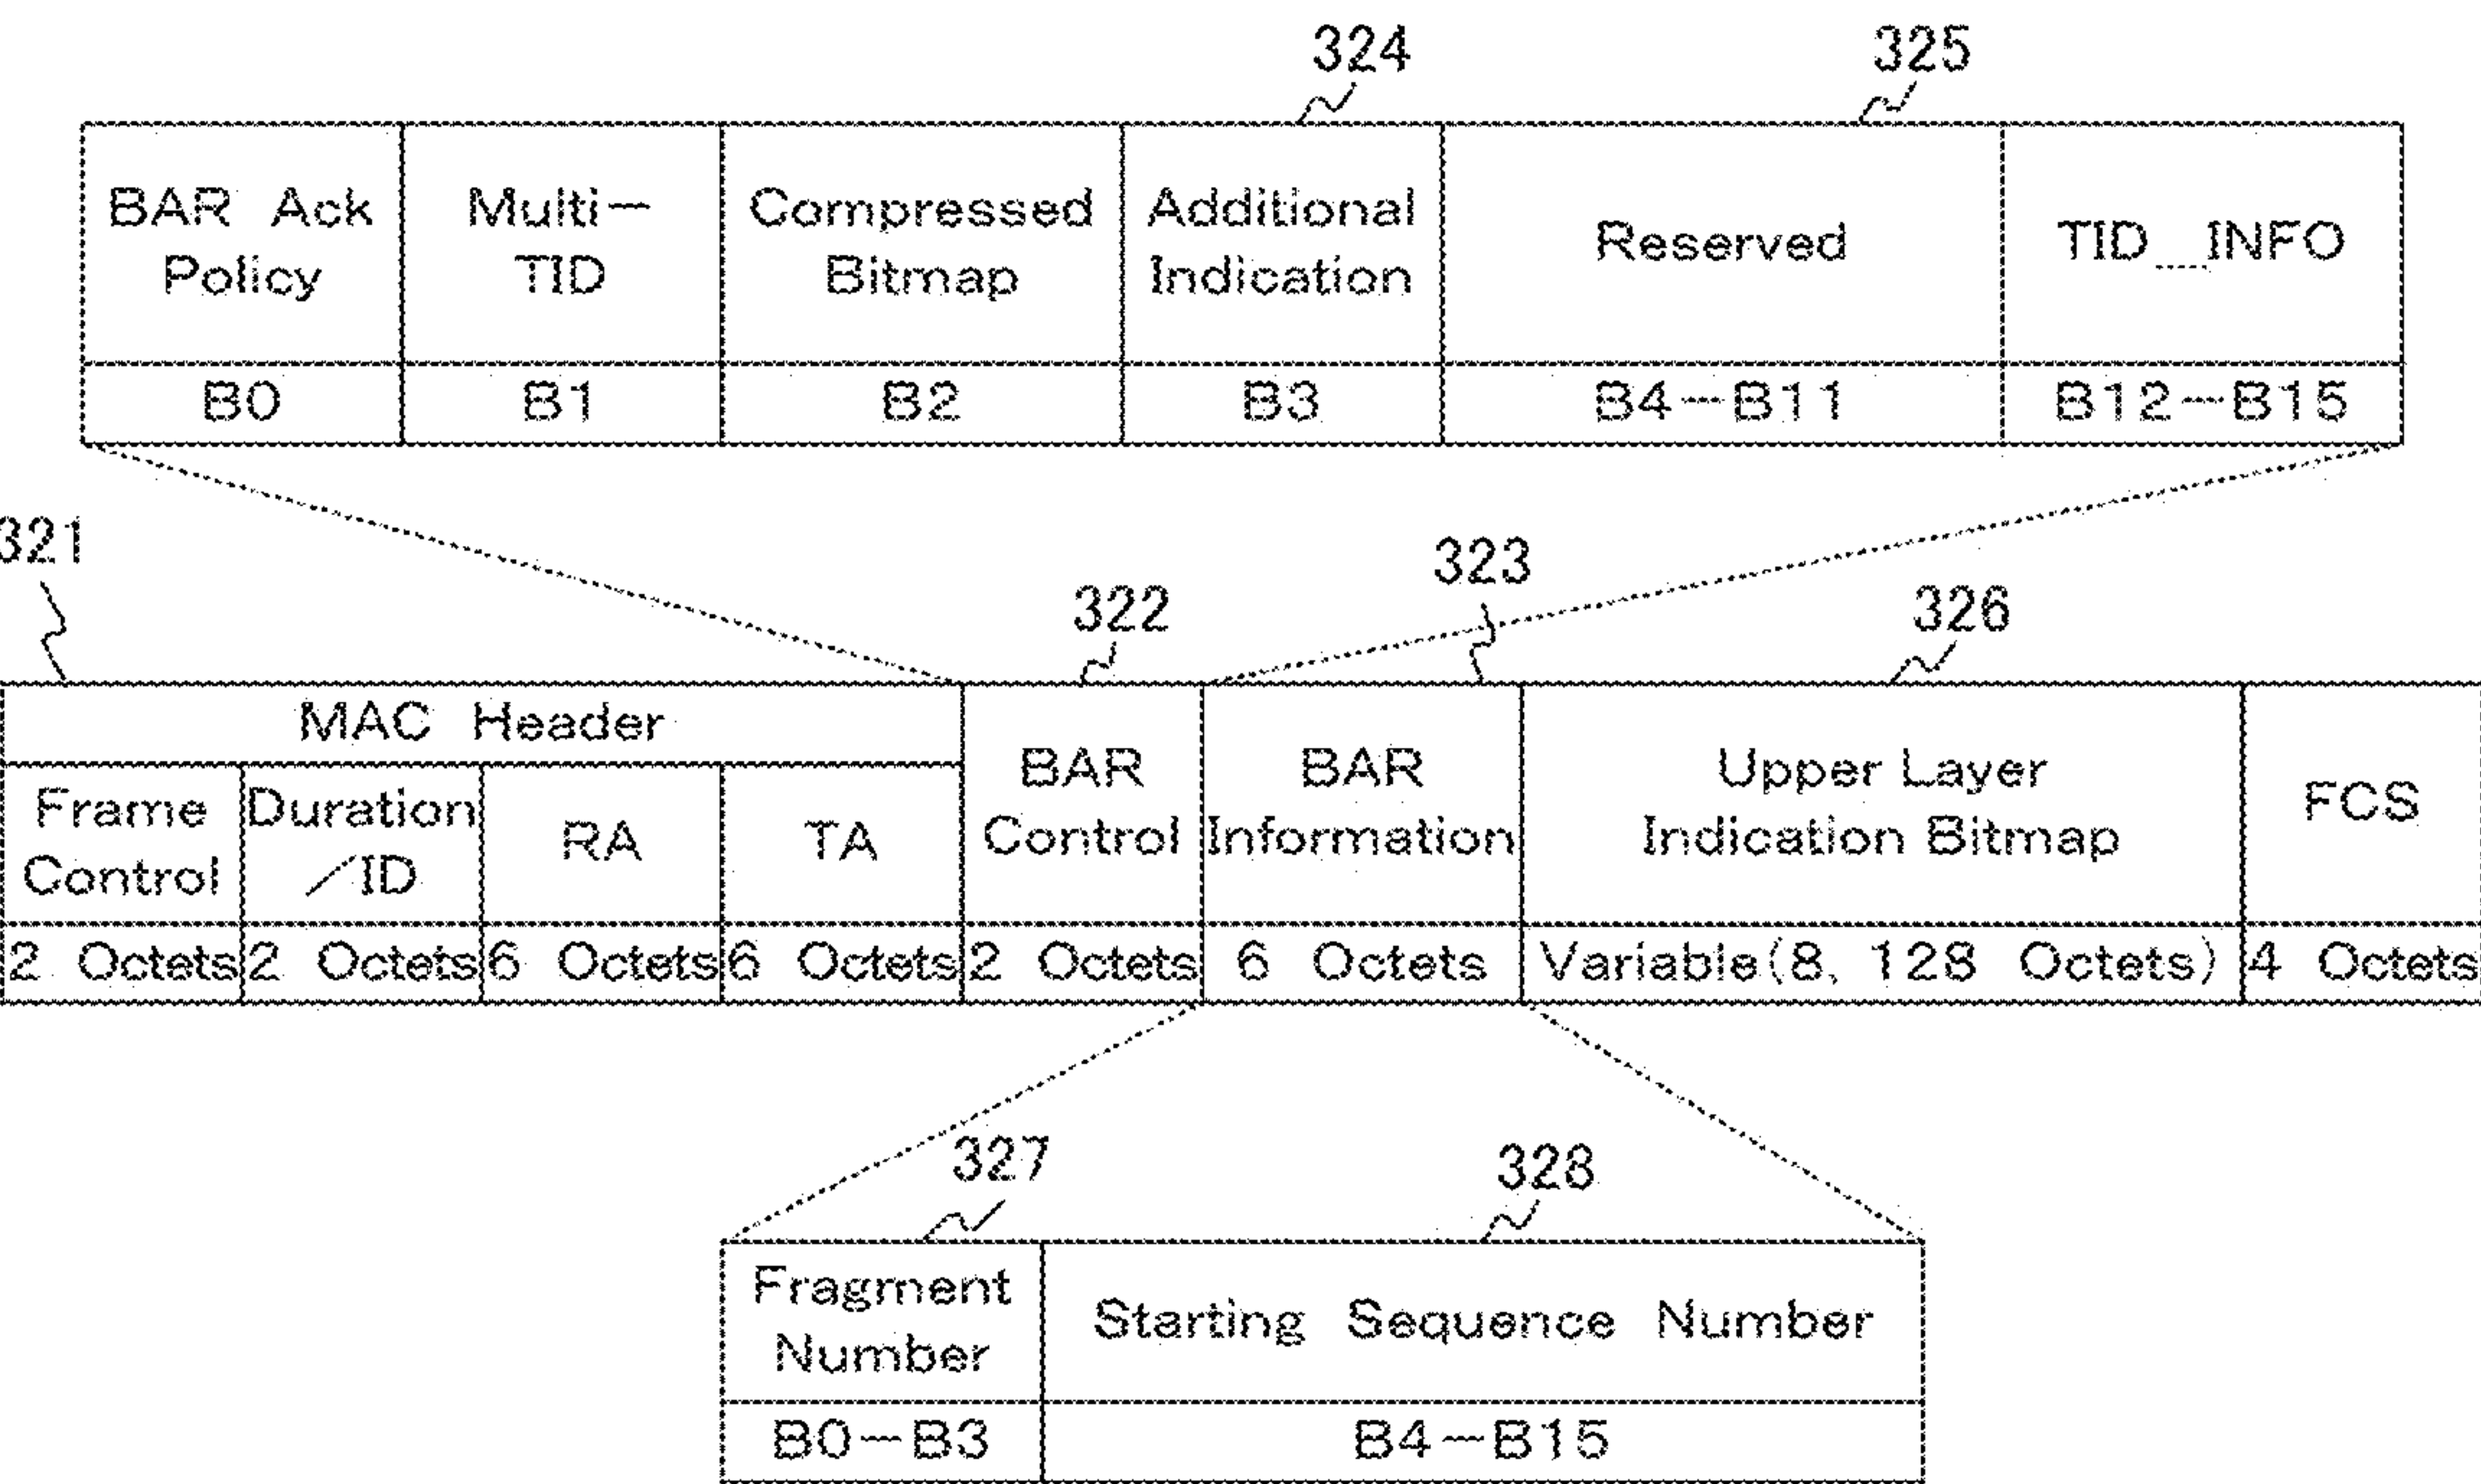 324
325
BAR Ack Policy
Multi-TID
Compressed Bitmap
Additional Indication
Reserved
TID_INFO
B0
B1
B2
B3
B4-B11
B12-B15
321
322
323
326
MAC Header
Frame Control
Duration/ID
RA
TA
BAR Control
BAR Information
Upper Layer Indication Bitmap
FCS
2 Octets
2 Octets
6 Octets
6 Octets
2 Octets
6 Octets
Variable(8, 128 Octets)
4 Octets
327
328
Fragment Number
Starting Sequence Number
B0-B3
B4-B15